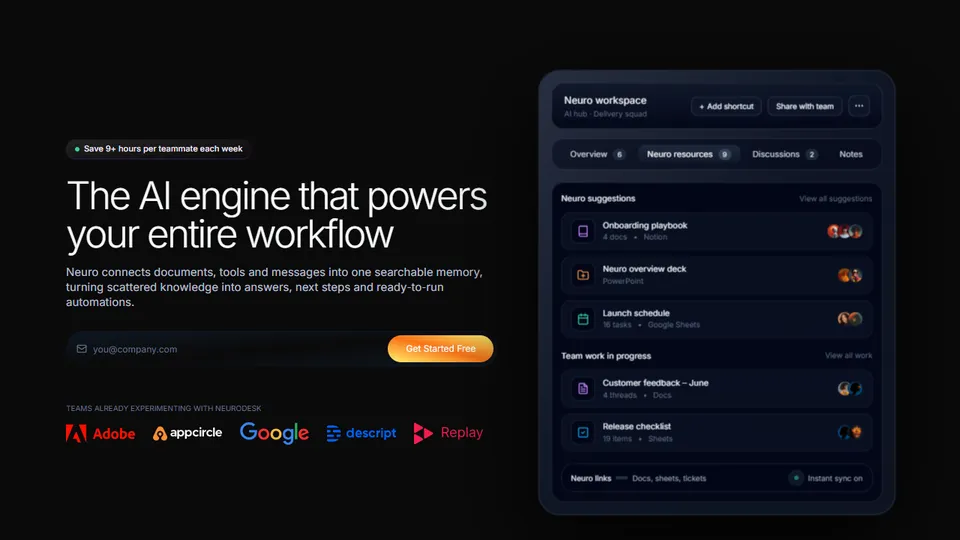 Save 9+ hours per teammate each week
The AI engine that powers
your entire workflow
Neuro connects documents, tools and messages into one searchable memory,
turning scattered knowledge into answers, next steps and ready-to-run
automations.
you@company.com
Get Started Free
TEAMS ALREADY EXPERIMENTING WITH NEURODESK
Adobe appcircle Google descript Replay
Neuro workspace
AI hub · Delivery squad
+ Add shortcut
Share with team
...
Overview 6
Neuro resources 9
Discussions 2
Notes
Neuro suggestions
View all suggestions
Onboarding playbook
4 docs • Notion
Neuro overview deck
PowerPoint
Launch schedule
16 tasks • Google Sheets
Team work in progress
View all work
Customer feedback – June
4 threads • Docs
Release checklist
19 items • Sheets
Neuro links — Docs, sheets, tickets
Instant sync on